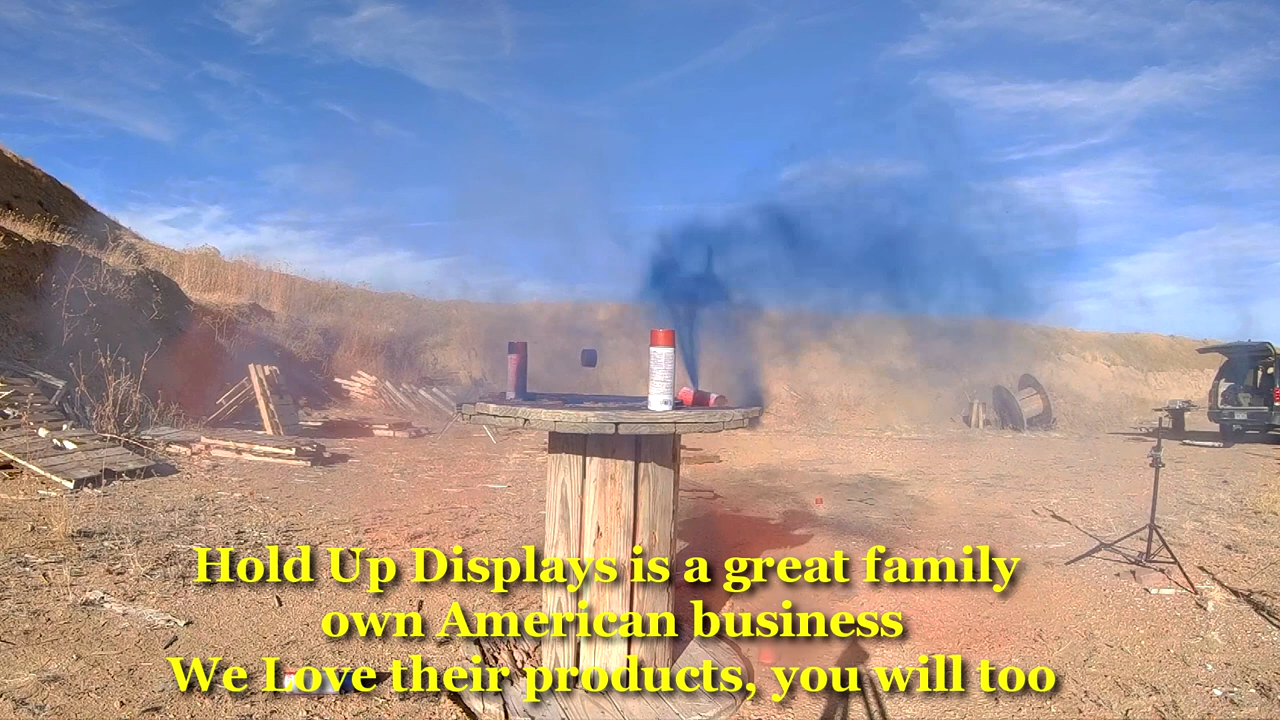 Hold Up Displays is a great family
own American business
We Love their products, you will too